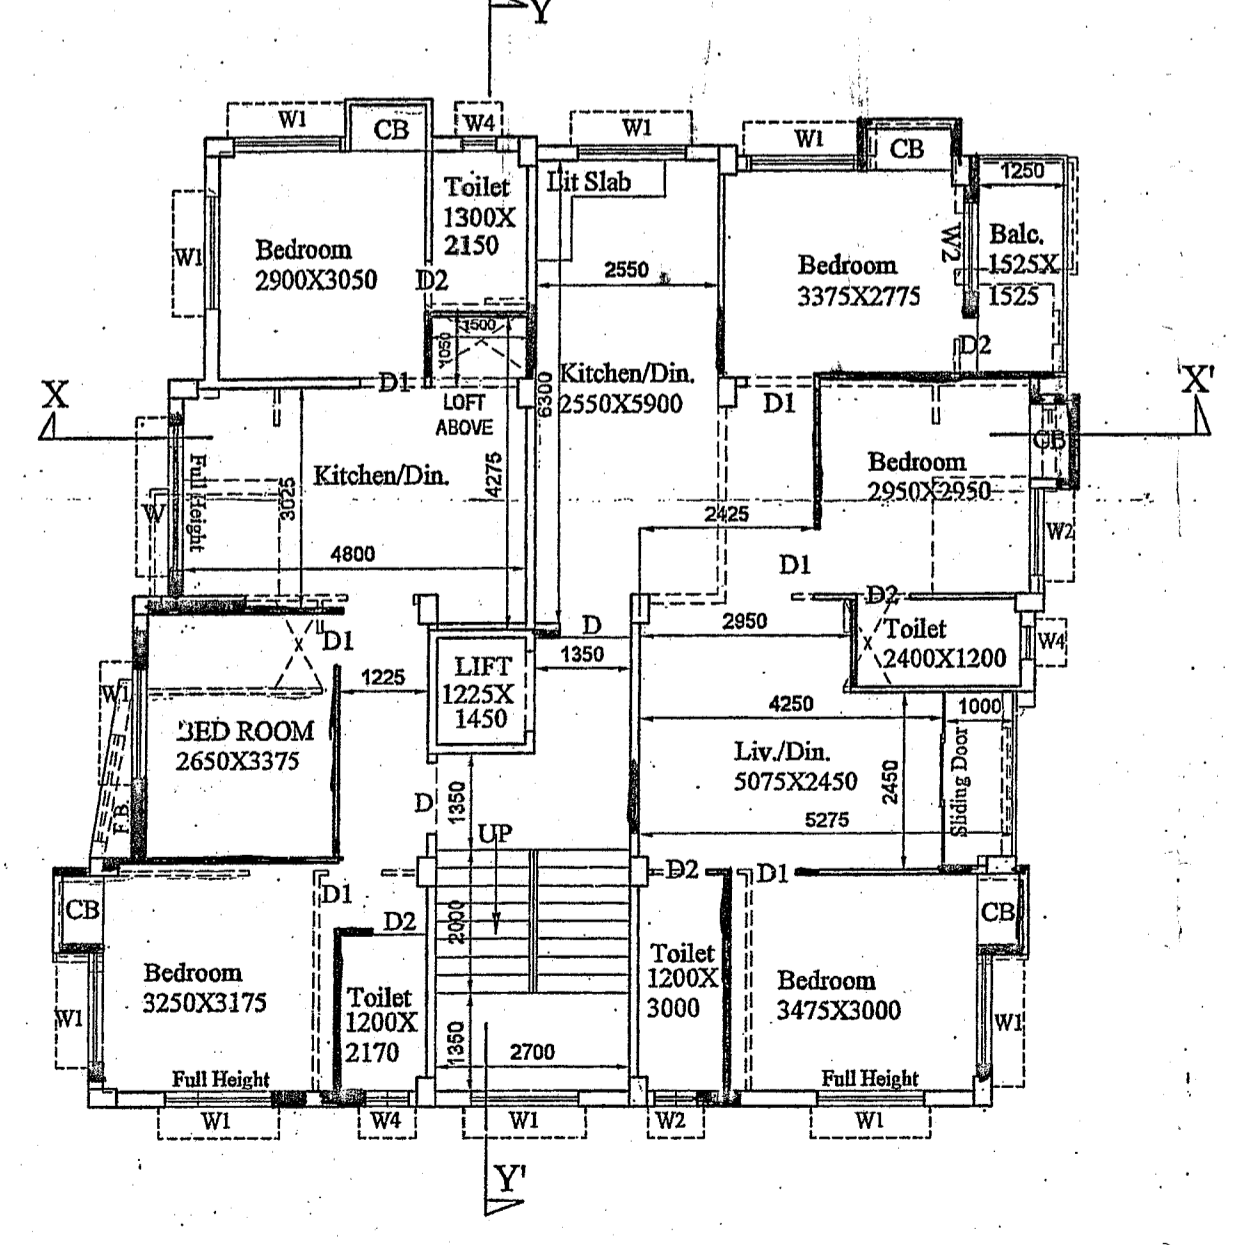 Y
W1
CB
W4
W1
W1
CB
Toilet
1300X
2150
Lit Slab
1250
Bedroom
2900X3050
W1
D2
2550
Bedroom
3375X2775
W2
Balc.
1525X
1525
1500
1050
D1
LOFT
ABOVE
6300
Kitchen/Din.
2550X5900
D2
D1
X
X'
CB
Full Height
W
Kitchen/Din.
3025
4275
4800
Bedroom
2950X2950
2425
W2
D1
D2
D1
D
2950
Toilet
2400X1200
W4
1350
LIFT
1225X
1450
1225
W1
BED ROOM
2650X3375
F.B.
4250
1000
Liv./Din.
5075X2450
2450
Sliding Door
5275
D
1350
UP
D2
D1
CB
D1
D2
2000
CB
Bedroom
3250X3175
Toilet
1200X
2170
Toilet
1200X
3000
Bedroom
3475X3000
W1
W1
1350
2700
Full Height
Full Height
W1
W4
W1
W2
W1
Y'